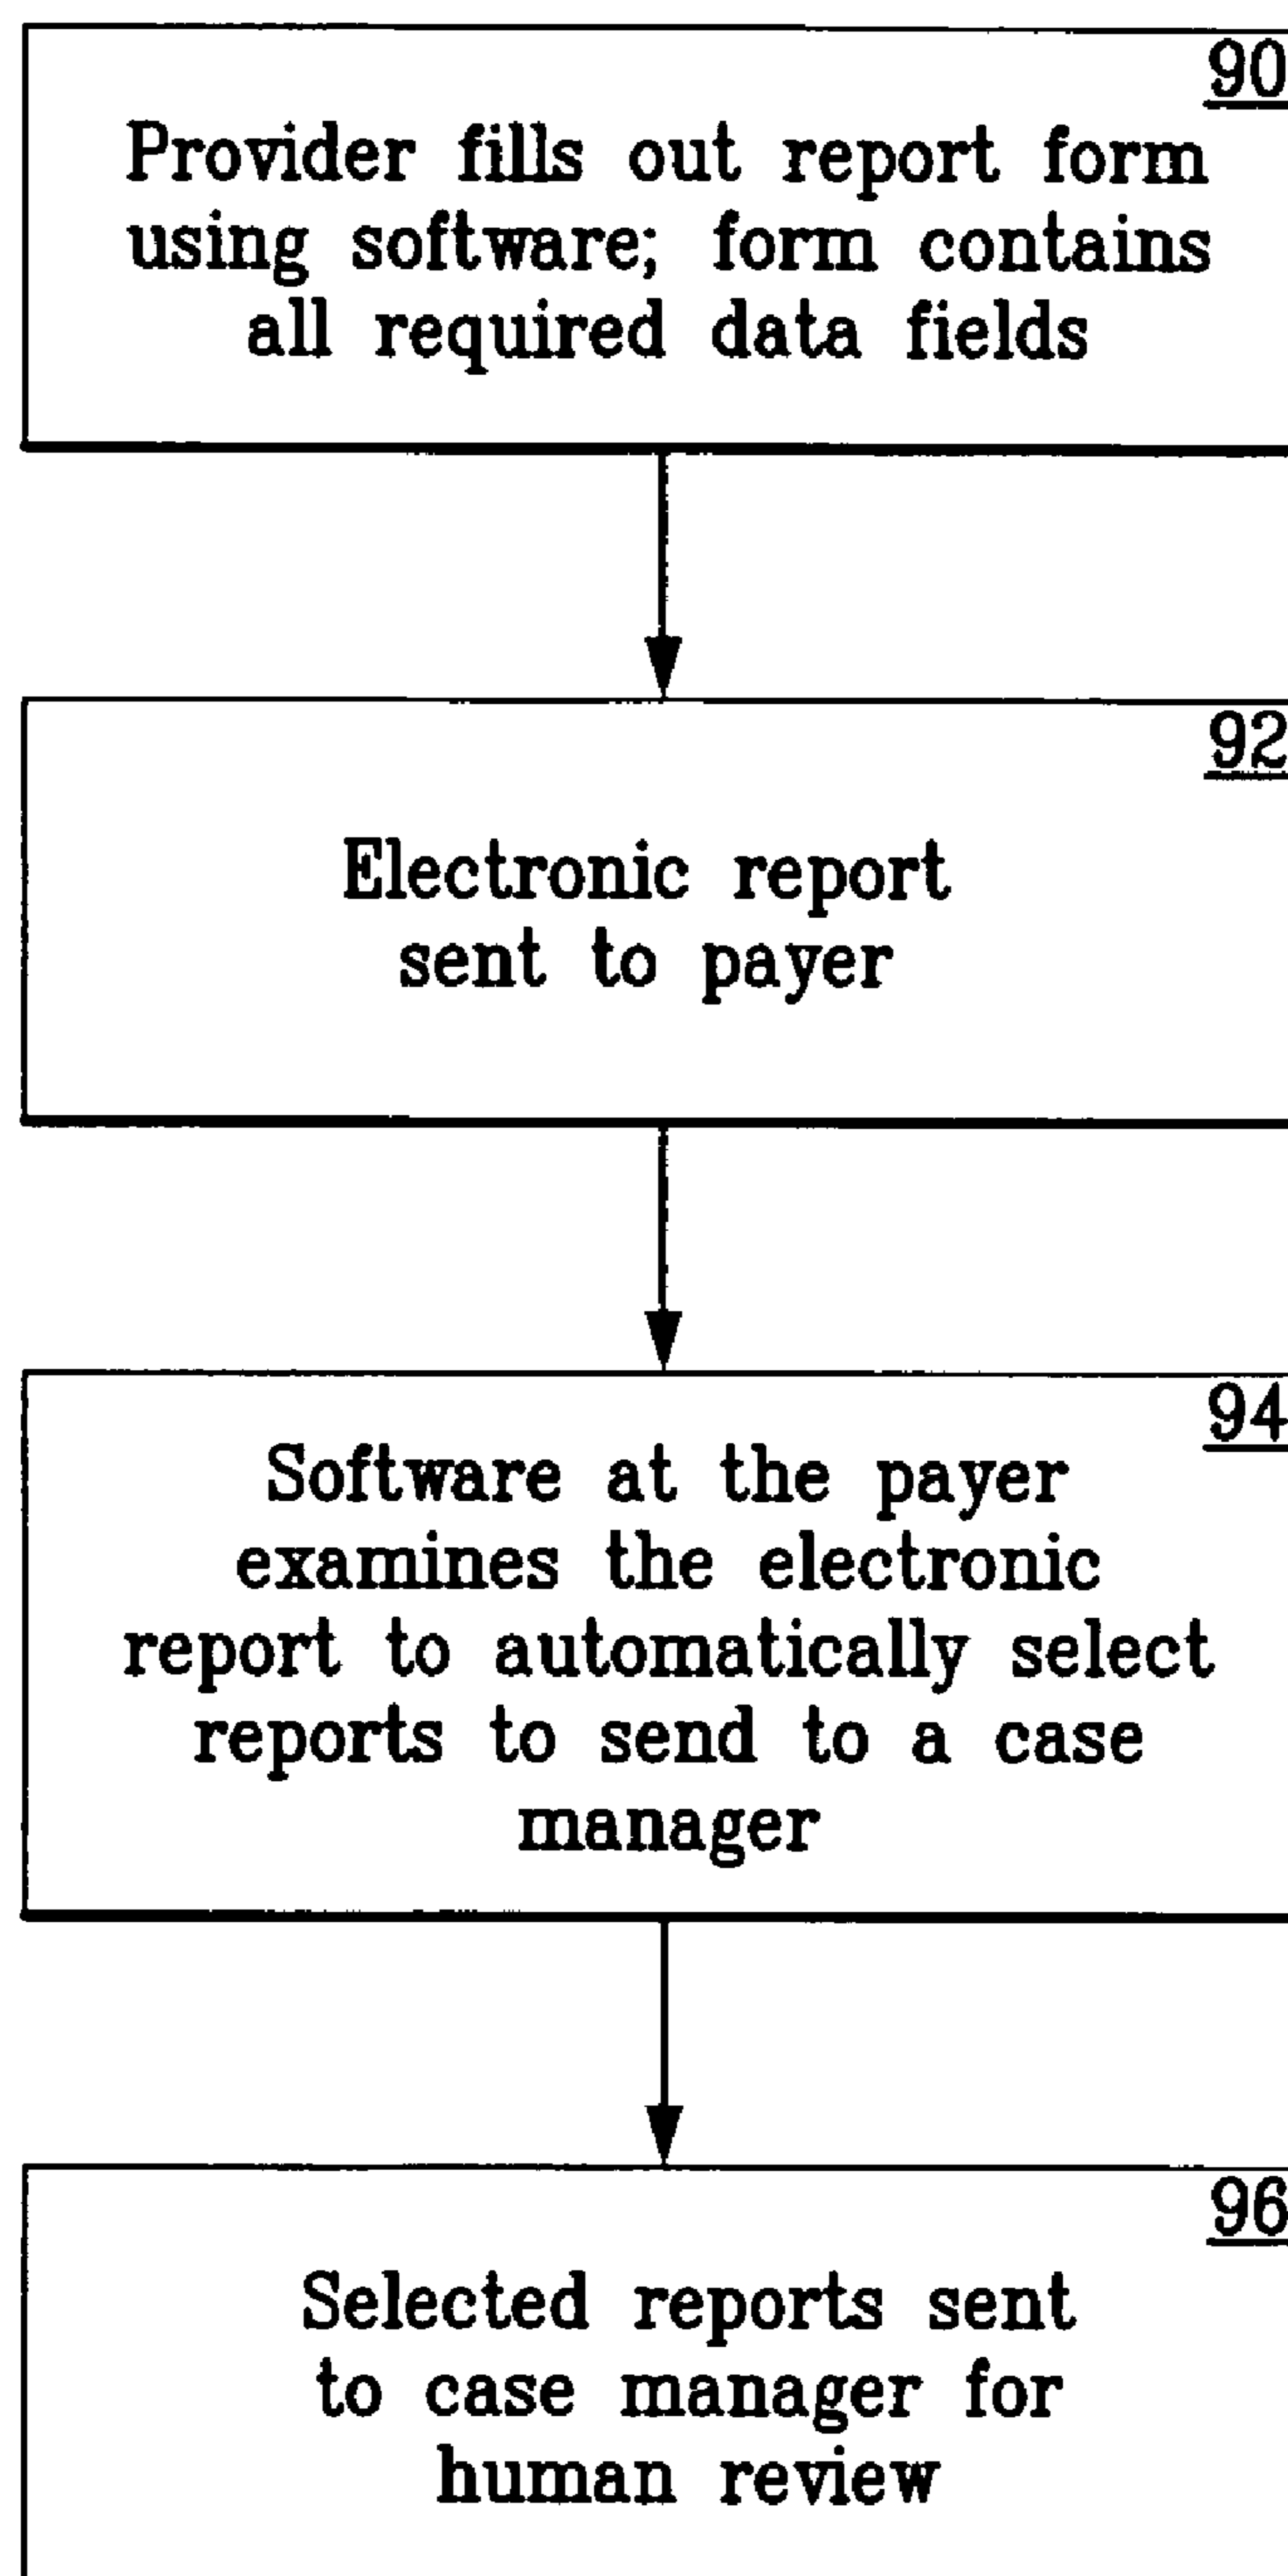 90
Provider fills out report form
using software; form contains
all required data fields
92
Electronic report
sent to payer
94
Software at the payer
examines the electronic
report to automatically select
reports to send to a case
manager
96
Selected reports sent
to case manager for
human review